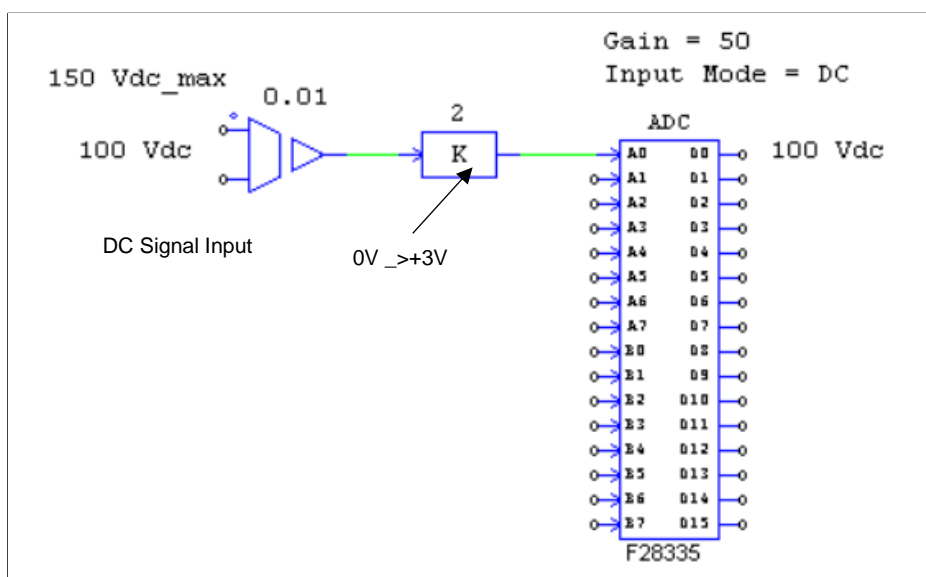 Gain = 50
Input Mode = DC
150 Vdc_max
0.01
2
ADC
100 Vdc
K
A0 D0
100 Vdc
A1 D1
A2 D2
A3 D3
A4 D4
A5 D5
A6 D6
A7 D7
B0 D8
B1 D9
B2 D10
B3 D11
B4 D12
B5 D13
B6 D14
B7 D15
DC Signal Input
0V _>+3V
F28335